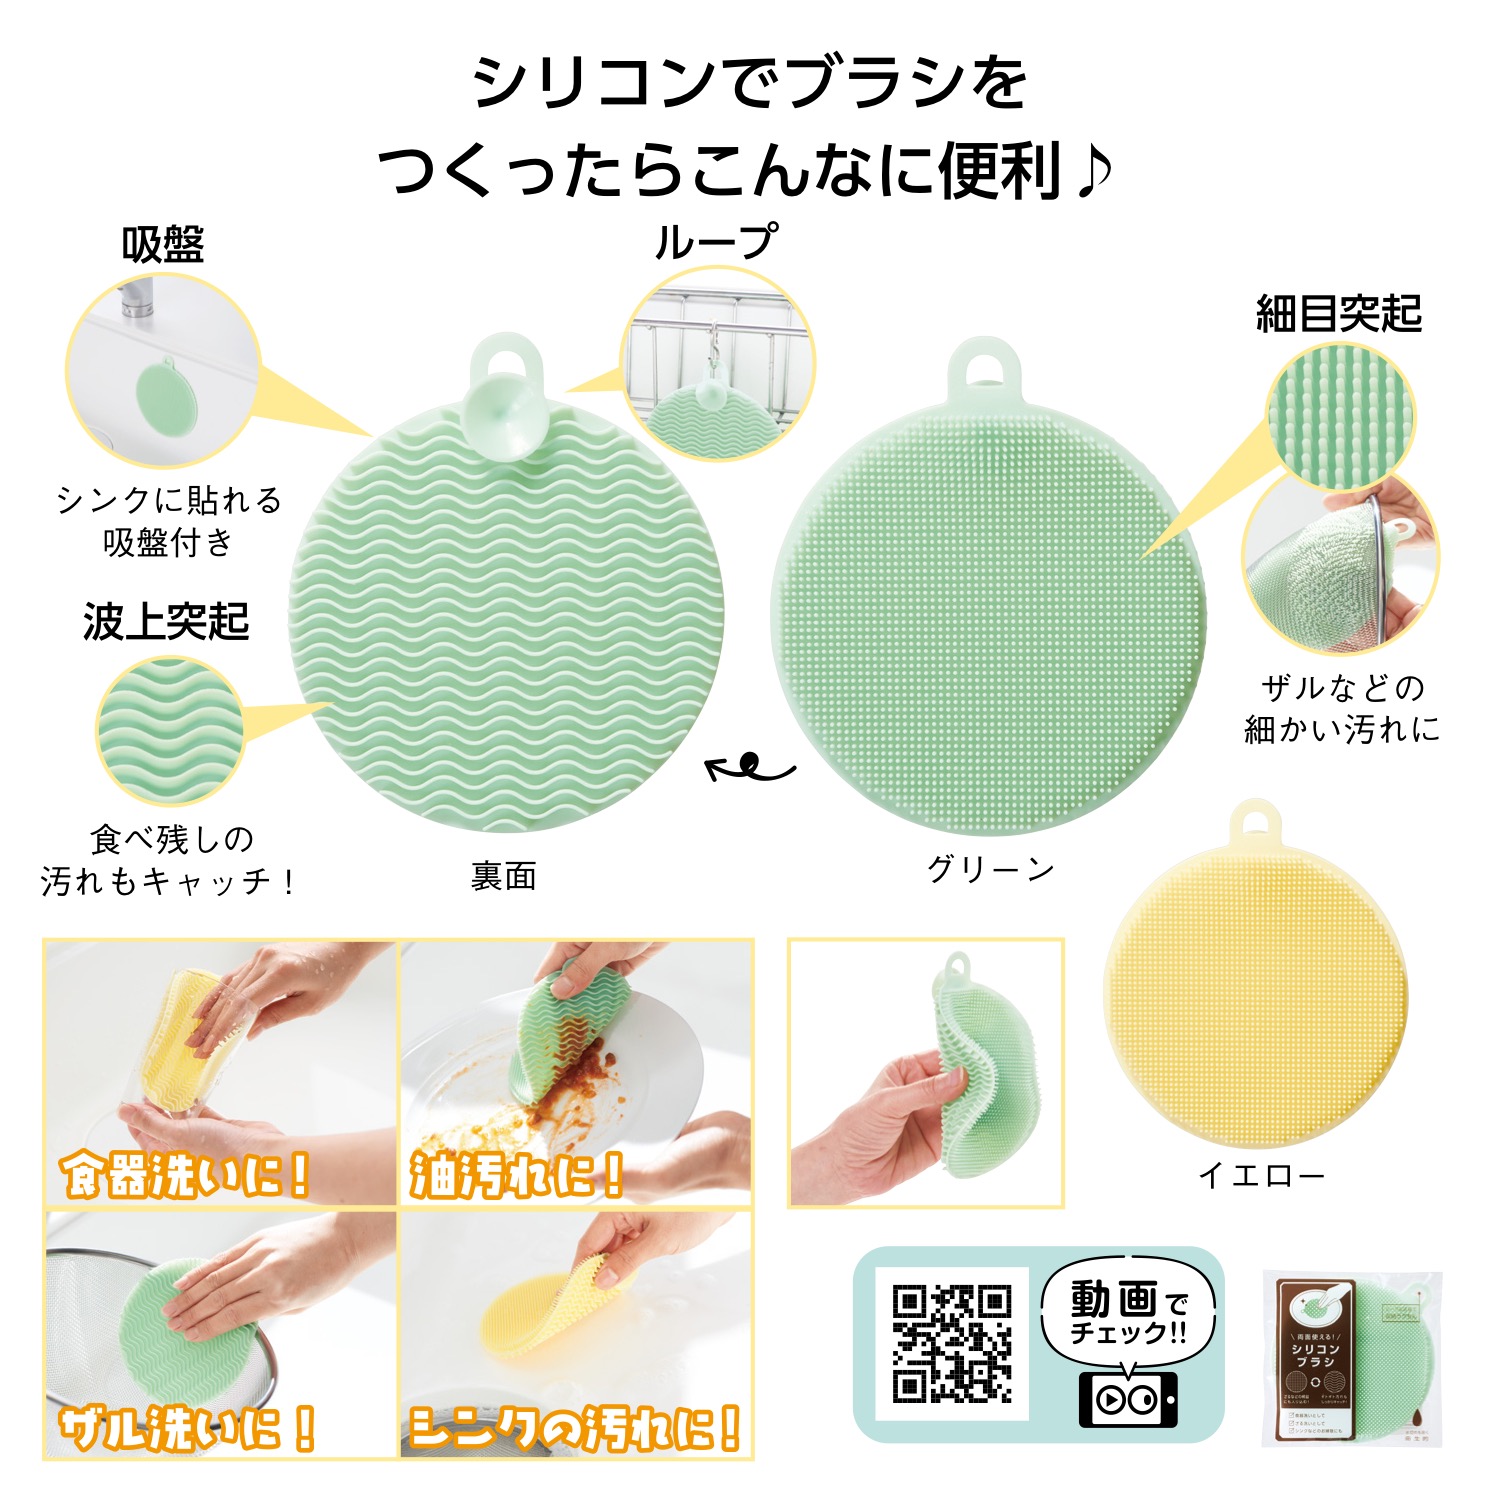 シリコンでブラシを
つくったらこんなに便利♪
吸盤
シンクに貼れる
吸盤付き
ループ
細目突起
ザルなどの
細かい汚れに
波上突起
食べ残しの
汚れもキャッチ！
裏面
グリーン
イエロー
食器洗いに！
油汚れに！
ザル洗いに！
シンクの汚れに！
動画で
チェック!!
両面使える！
シリコン
ブラシ